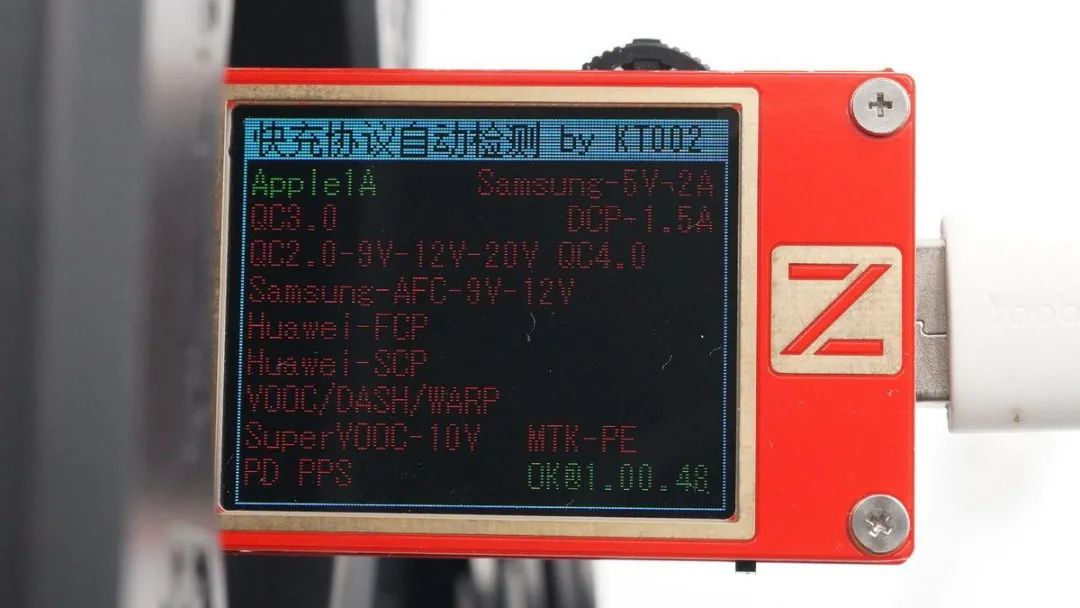 快充协议自动检测 by KT002
Apple1A Samsung-5V-2A
QC3.0 DCP-1.5A
QC2.0-9V-12V-20V QC4.0
Samsung-AFC-9V-12V
Huawei-FCP
Huawei-SCP
VOOC/DASH/WARP
SuperVOOC-10V MTK-PE
PD PPS OK@1.00.48
Z